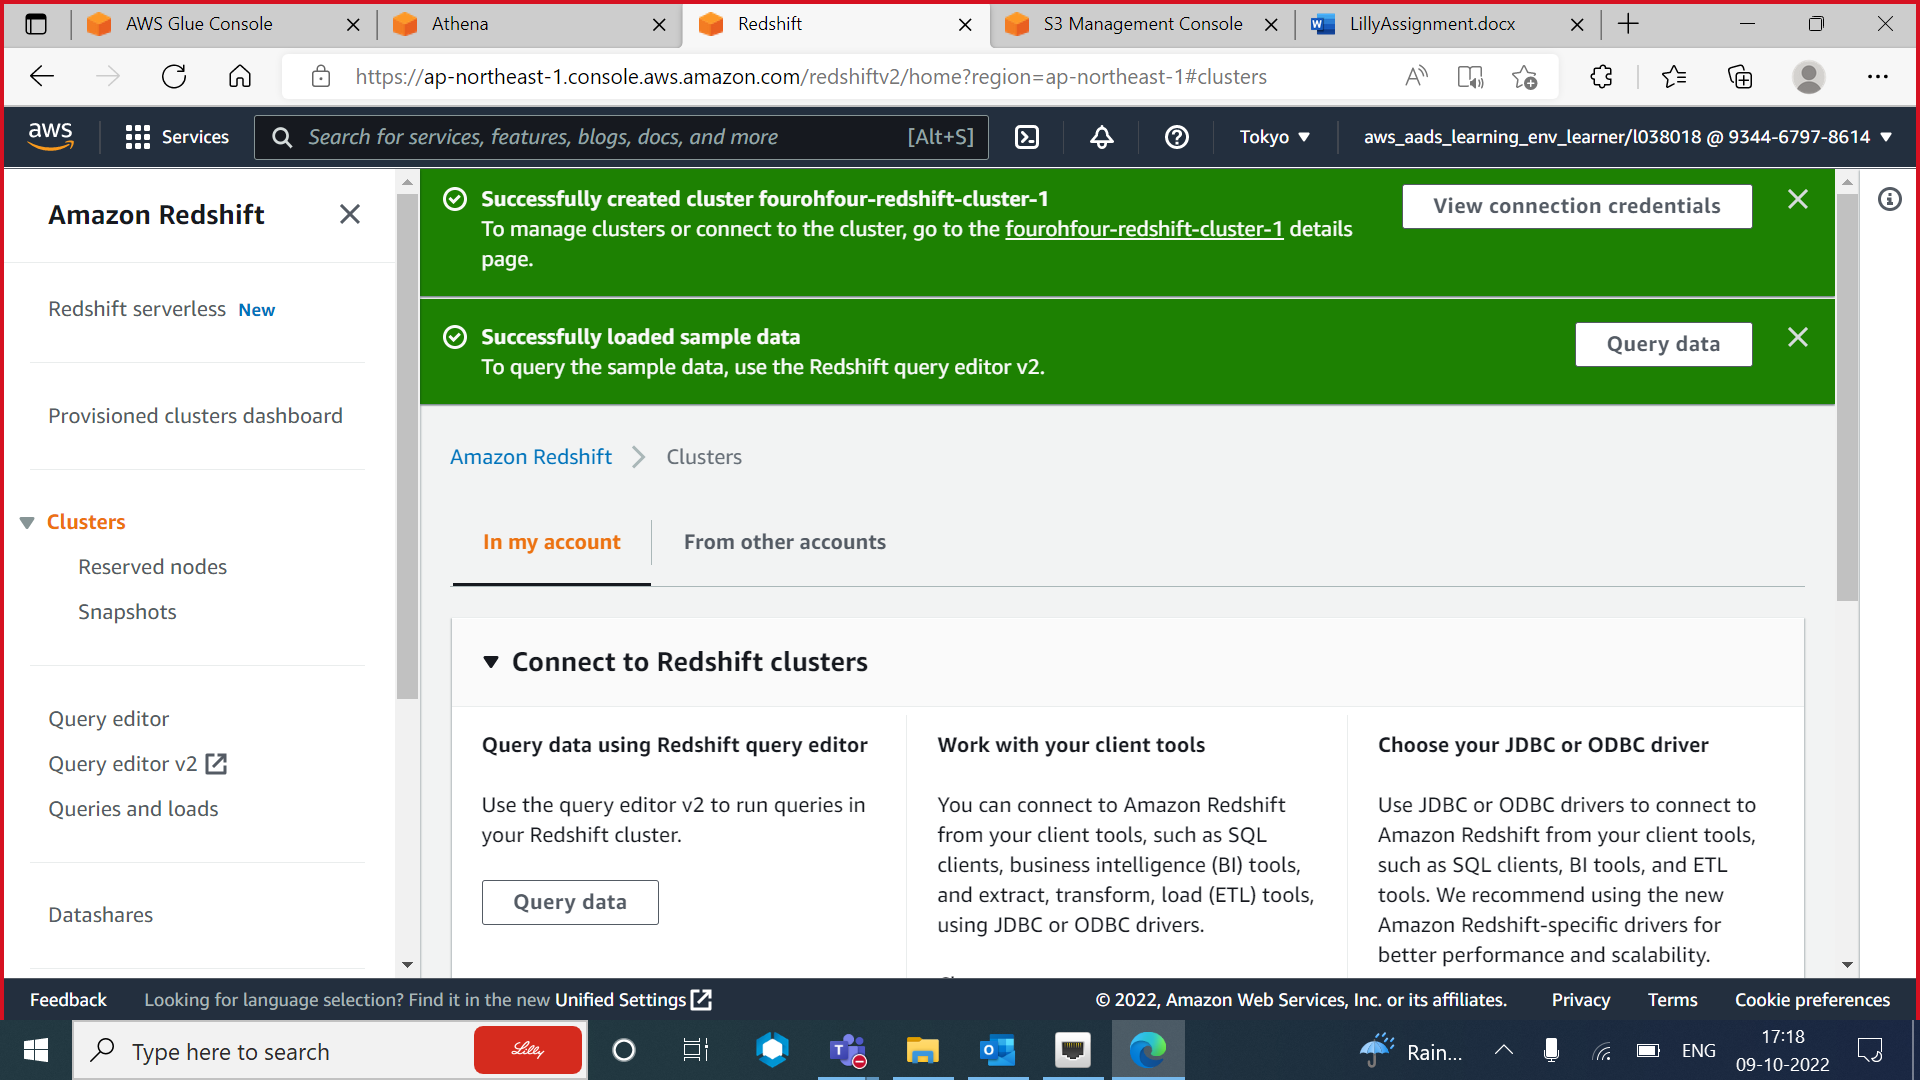 AWS Glue Console
Athena
Redshift
S3 Management Console
LillyAssignment.docx
https://ap-northeast-1.console.aws.amazon.com/redshiftv2/home?region=ap-northeast-1#clusters
aws
Services
Search for services, features, blogs, docs, and more
[Alt+S]
Tokyo
aws_aads_learning_env_learner/l038018 @ 9344-6797-8614
Amazon Redshift
Redshift serverless New
Provisioned clusters dashboard
Clusters
Reserved nodes
Snapshots
Query editor
Query editor v2
Queries and loads
Datashares
Successfully created cluster fourohfour-redshift-cluster-1
To manage clusters or connect to the cluster, go to the fourohfour-redshift-cluster-1 details
page.
View connection credentials
Successfully loaded sample data
To query the sample data, use the Redshift query editor v2.
Query data
Amazon Redshift
Clusters
In my account
From other accounts
Connect to Redshift clusters
Query data using Redshift query editor
Use the query editor v2 to run queries in
your Redshift cluster.
Query data
Work with your client tools
You can connect to Amazon Redshift
from your client tools, such as SQL
clients, business intelligence (BI) tools,
and extract, transform, load (ETL) tools,
using JDBC or ODBC drivers.
Choose your JDBC or ODBC driver
Use JDBC or ODBC drivers to connect to
Amazon Redshift from your client tools,
such as SQL clients, BI tools, and ETL
tools. We recommend using the new
Amazon Redshift-specific drivers for
better performance and scalability.
Feedback
Looking for language selection? Find it in the new Unified Settings
© 2022, Amazon Web Services, Inc. or its affiliates.
Privacy
Terms
Cookie preferences
Type here to search
Lilly
Rain...
ENG
17:18
09-10-2022